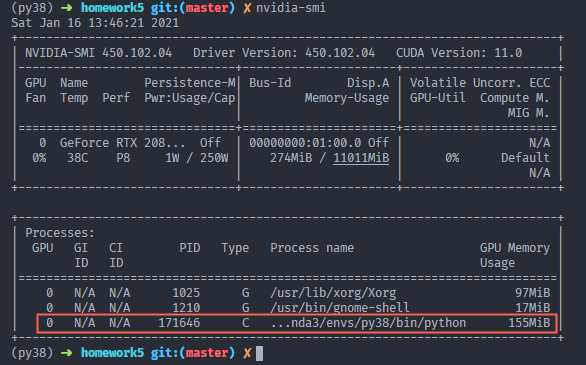 (py38) ➜ homework5 git:(master) ✗ nvidia-smi
Sat Jan 16 13:46:21 2021
+-----------------------------------------------------------------------------+
| NVIDIA-SMI 450.102.04   Driver Version: 450.102.04   CUDA Version: 11.0     |
|-------------------------------+----------------------+----------------------+
| GPU  Name        Persistence-M| Bus-Id        Disp.A | Volatile Uncorr. ECC |
| Fan  Temp  Perf  Pwr:Usage/Cap|         Memory-Usage | GPU-Util  Compute M. |
|                               |                      |               MIG M. |
|===============================+======================+======================|
|   0  GeForce RTX 208...  Off  | 00000000:01:00.0 Off |                  N/A |
|  0%   38C    P8     1W / 250W |    274MiB / 11011MiB |      0%      Default |
|                               |                      |                  N/A |
+-------------------------------+----------------------+----------------------+
+-----------------------------------------------------------------------------+
| Processes:                                                                  |
|  GPU   GI   CI        PID   Type   Process name                  GPU Memory |
|        ID   ID                                                   Usage      |
|=============================================================================|
|    0   N/A  N/A      1025      G   /usr/lib/xorg/Xorg                 97MiB |
|    0   N/A  N/A      1210      G   /usr/bin/gnome-shell               17MiB |
|    0   N/A  N/A    171646      C   ...nda3/envs/py38/bin/python      155MiB |
+-----------------------------------------------------------------------------+
(py38) ➜ homework5 git:(master) ✗